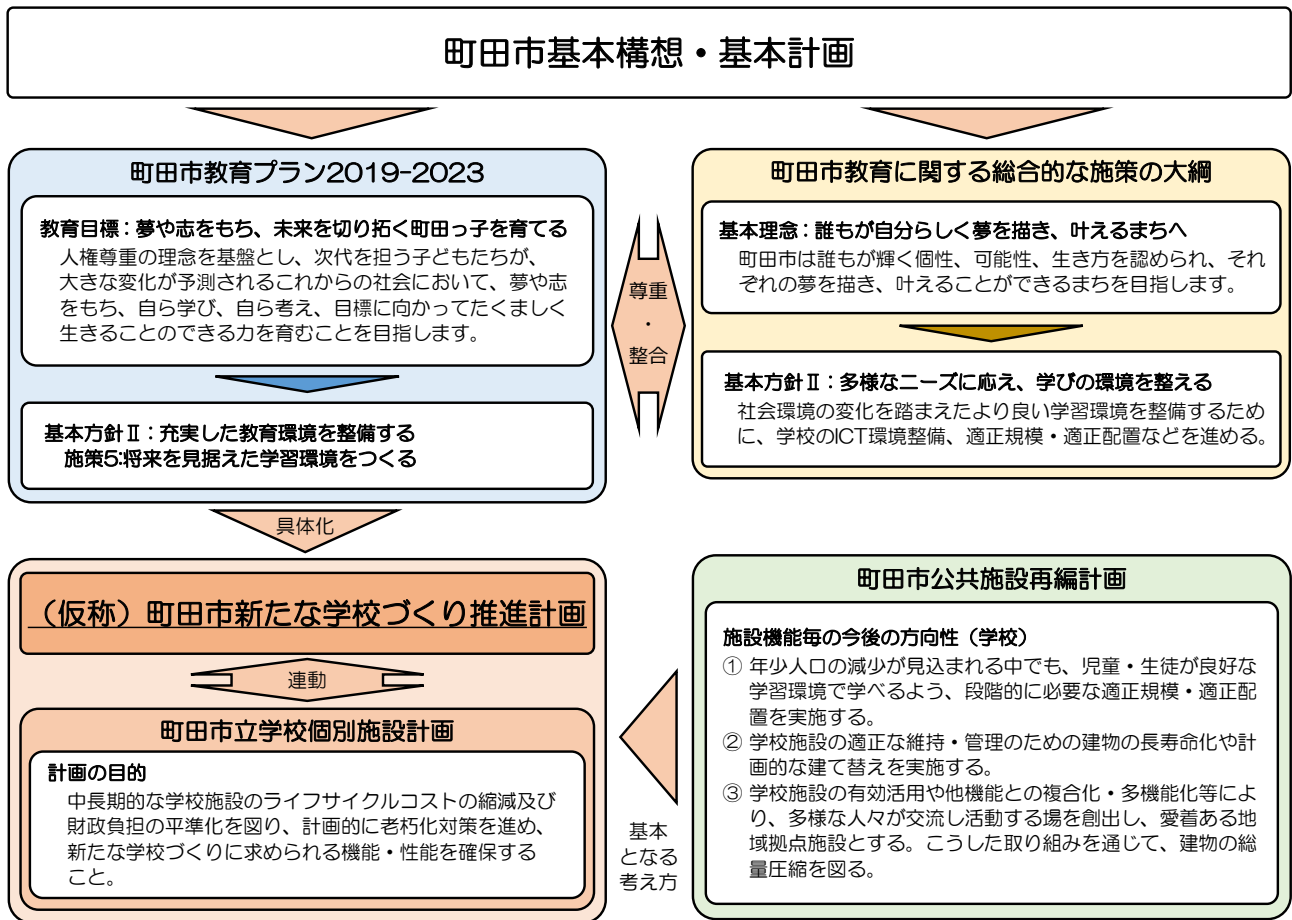 町田市基本構想・基本計画
町田市教育プラン2019-2023
教育目標：夢や志をもち、未来を切り拓く町田っ子を育てる
人権尊重の理念を基盤とし、次代を担う子どもたちが、
大きな変化が予測されるこれからの社会において、夢や志
をもち、自ら学び、自ら考え、目標に向かってたくましく
生きることのできる力を育むことを目指します。
基本方針Ⅱ：充実した教育環境を整備する
施策5:将来を見据えた学習環境をつくる
尊重
・
整合
町田市教育に関する総合的な施策の大綱
基本理念：誰もが自分らしく夢を描き、叶えるまちへ
町田市は誰もが輝く個性、可能性、生き方を認められ、それ
ぞれの夢を描き、叶えることができるまちを目指します。
基本方針Ⅱ：多様なニーズに応え、学びの環境を整える
社会環境の変化を踏まえたより良い学習環境を整備するため
に、学校のICT環境整備、適正規模・適正配置などを進める。
具体化
（仮称）町田市新たな学校づくり推進計画
連動
町田市立学校個別施設計画
計画の目的
中長期的な学校施設のライフサイクルコストの縮減及び
財政負担の平準化を図り、計画的に老朽化対策を進め、
新たな学校づくりに求められる機能・性能を確保する
こと。
基本
となる
考え方
町田市公共施設再編計画
施設機能毎の今後の方向性（学校）
① 年少人口の減少が見込まれる中でも、児童・生徒が良好な
学習環境で学べるよう、段階的に必要な適正規模・適正配
置を実施する。
② 学校施設の適正な維持・管理のための建物の長寿命化や計
画的な建て替えを実施する。
③ 学校施設の有効活用や他機能との複合化・多機能化等によ
り、多様な人々が交流し活動する場を創出し、愛着ある地
域拠点施設とする。こうした取り組みを通じて、建物の総
量圧縮を図る。